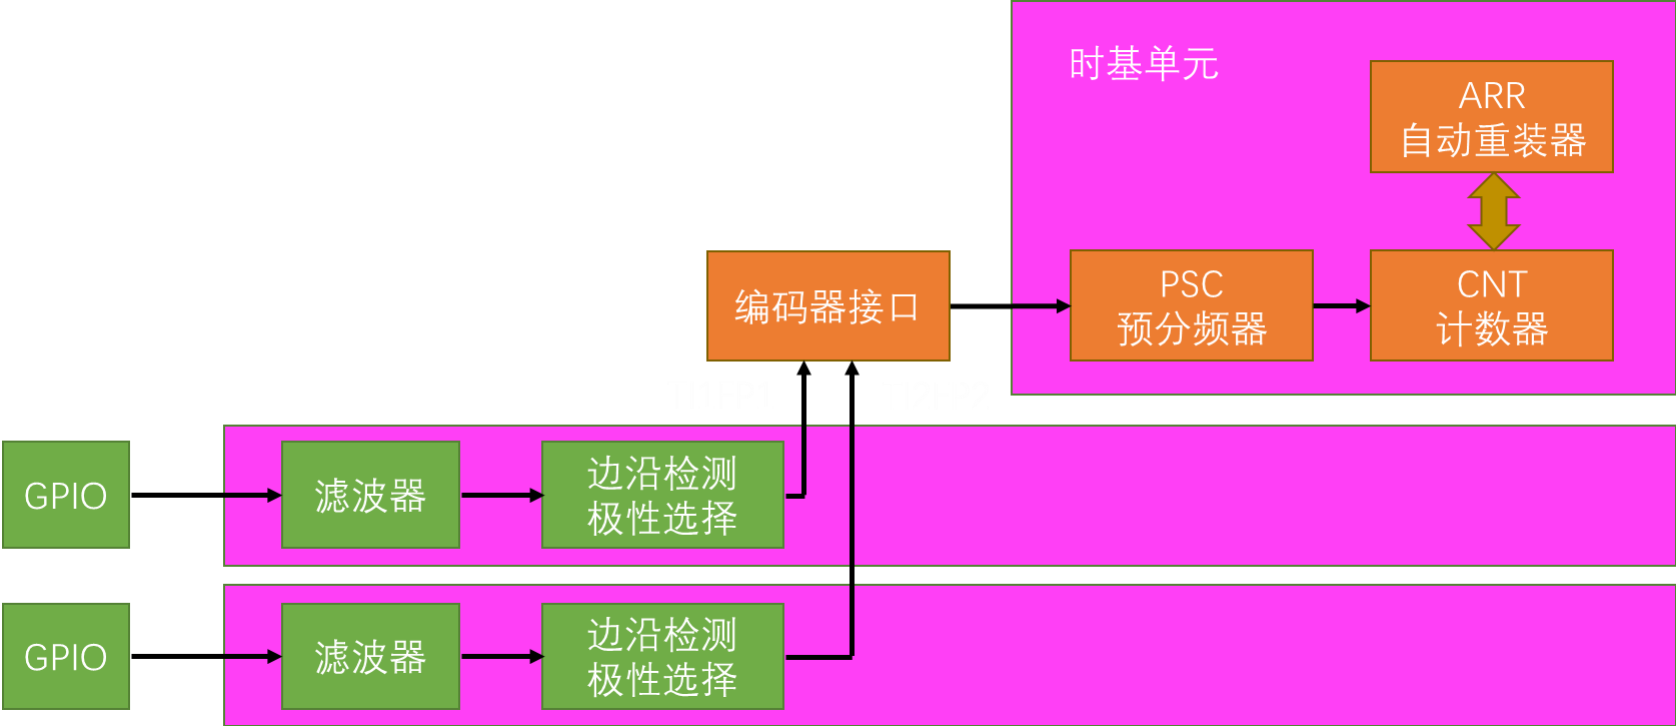 时基单元
ARR
自动重装器
编码器接口
PSC
预分频器
CNT
计数器
GPIO
滤波器
边沿检测
极性选择
GPIO
滤波器
边沿检测
极性选择